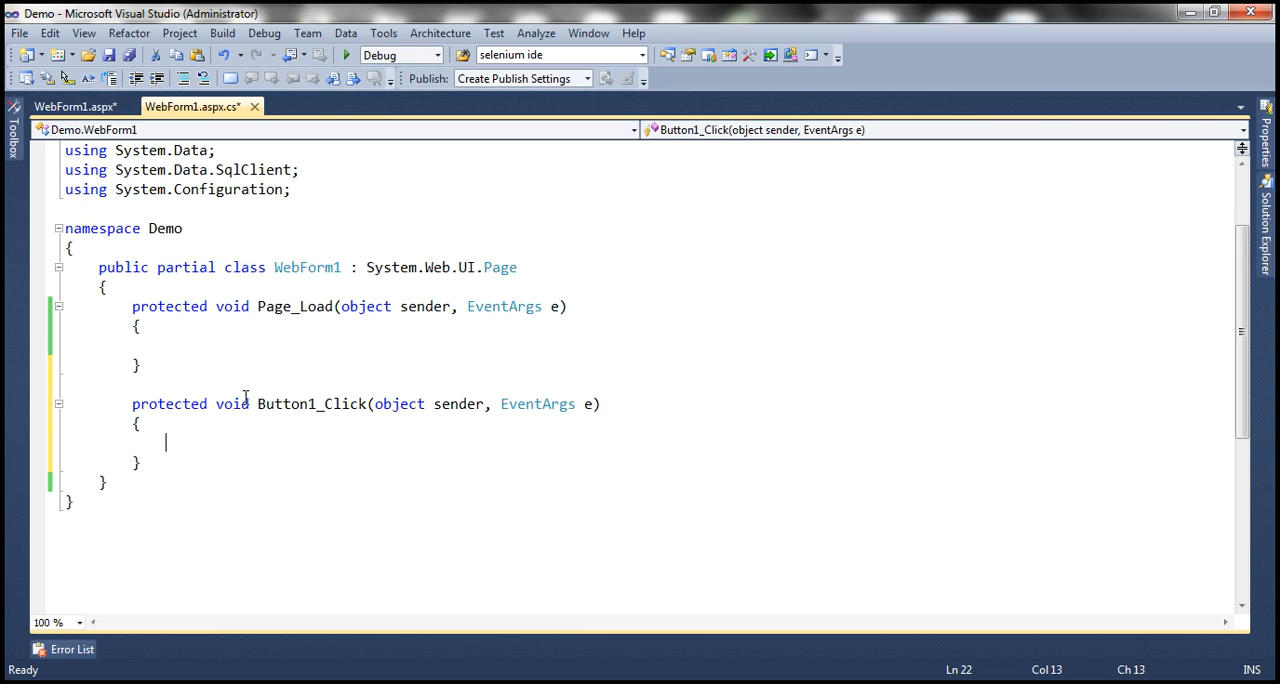 Demo - Microsoft Visual Studio (Administrator)
File Edit View Refactor Project Build Debug Team Data Tools Architecture Test Analyze Window Help
Debug selenium ide
Publish: Create Publish Settings
WebForm1.aspx* WebForm1.aspx.cs*
Demo.WebForm1 Button1_Click(object sender, EventArgs e)
Toolbox
Properties
Solution Explorer
using System.Data;
using System.Data.SqlClient;
using System.Configuration;
namespace Demo
{
public partial class WebForm1 : System.Web.UI.Page
{
protected void Page_Load(object sender, EventArgs e)
{
}
protected void Button1_Click(object sender, EventArgs e)
{
}
}
}
100 %
Error List
Ready Ln 22 Col 13 Ch 13 INS